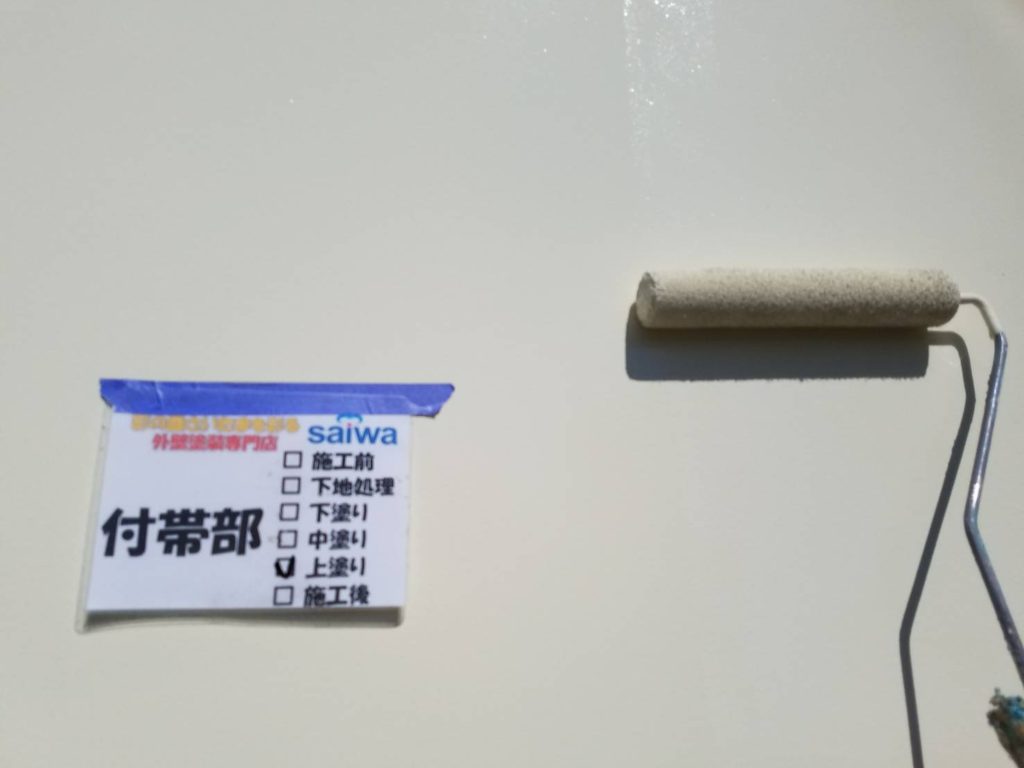 外壁塗装専門店
saiwa
付帯部
施工前
下地処理
下塗り
中塗り
上塗り
施工後